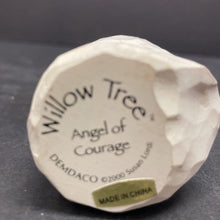 Willow Tree®
Angel of
Courage
DEMDACO ©2000 Susan Lordi
MADE IN CHINA